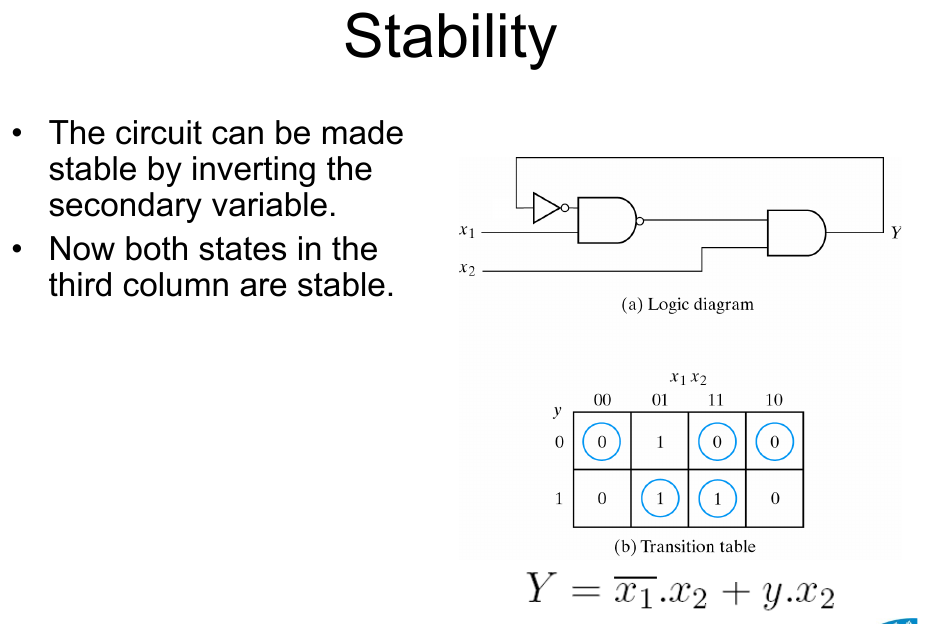 Stability
• The circuit can be made
stable by inverting the
secondary variable.
• Now both states in the
third column are stable.
x₁
x₂
Y
(a) Logic diagram
x₁ x₂
y 00 01 11 10
0 0 1 0 0
1 0 1 1 0
(b) Transition table
Y = x̅₁.x₂ + y.x₂